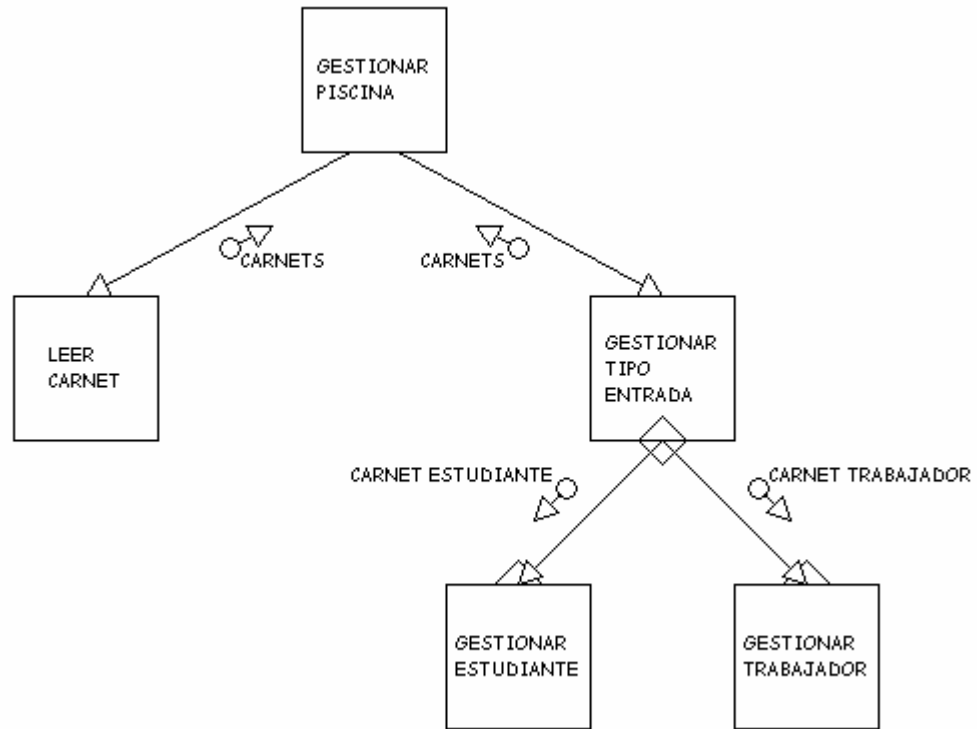 GESTIONAR
PISCINA
CARNETS
CARNETS
LEER
CARNET
GESTIONAR
TIPO
ENTRADA
CARNET ESTUDIANTE
CARNET TRABAJADOR
GESTIONAR
ESTUDIANTE
GESTIONAR
TRABAJADOR